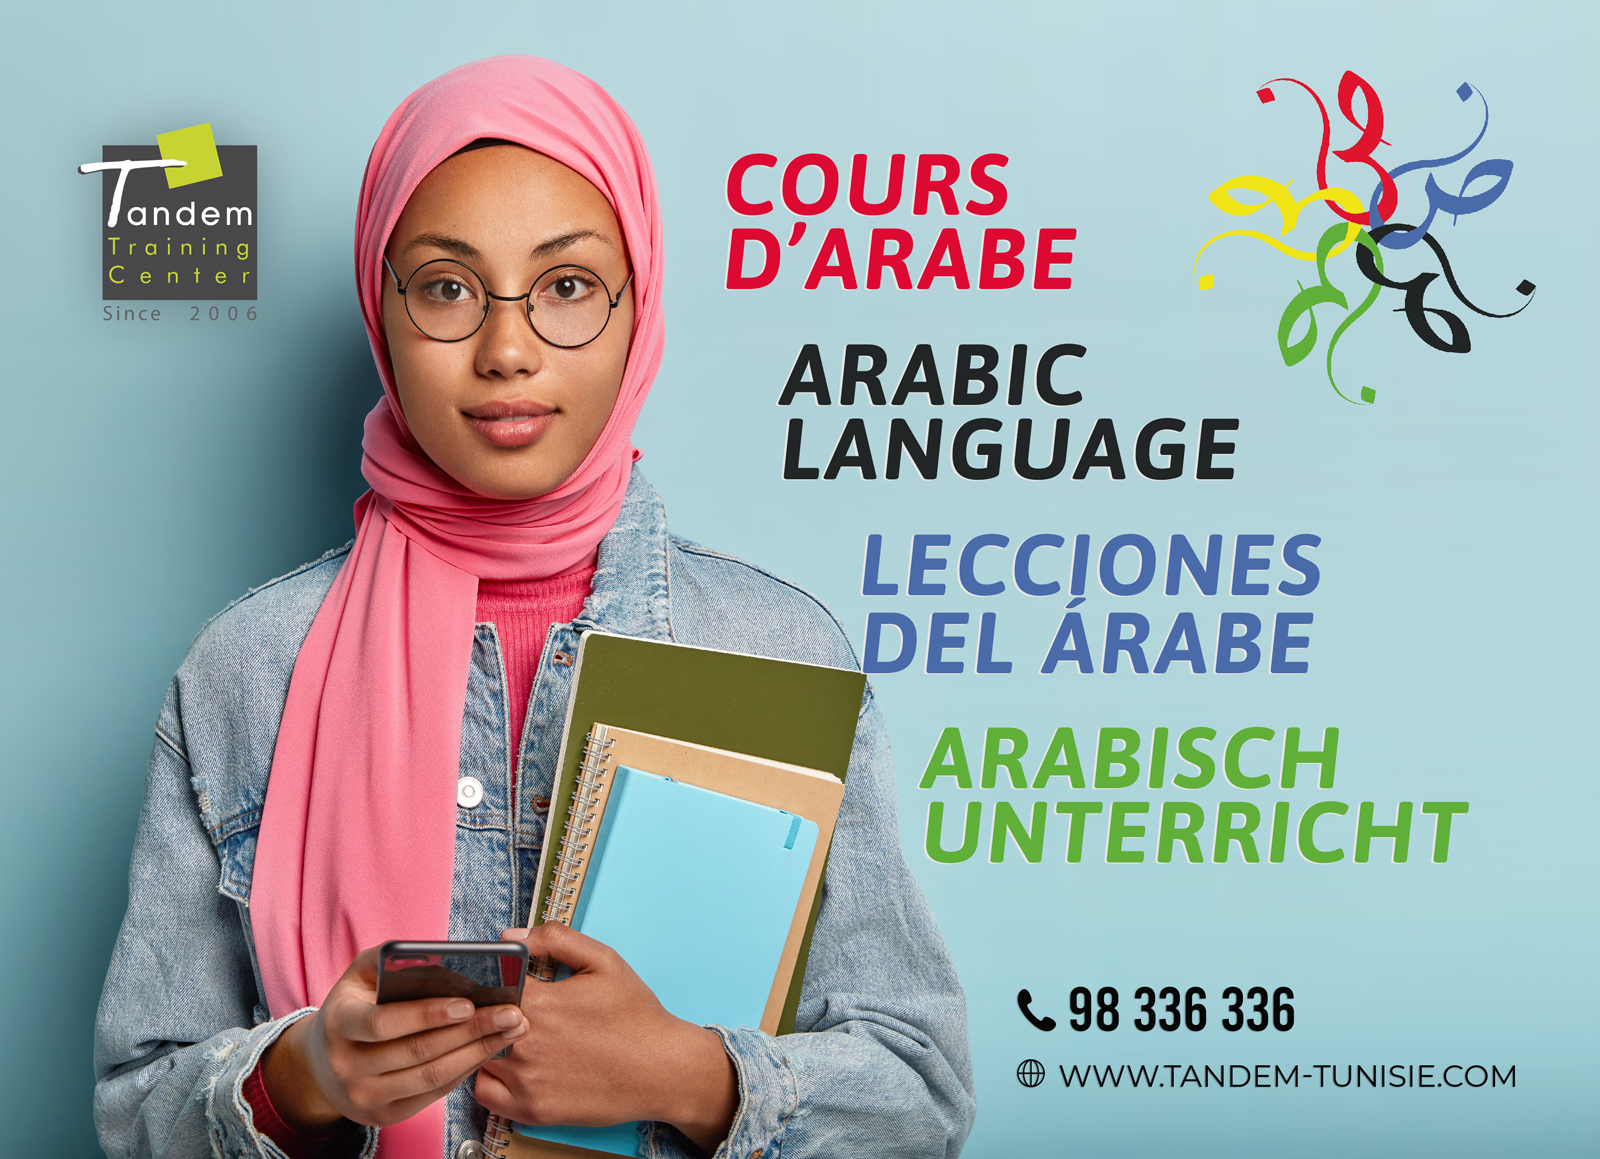 Tandem
Training
Center
Since 2006
COURS
D'ARABE
ARABIC
LANGUAGE
LECCIONES
DEL ÁRABE
ARABISCH
UNTERRICHT
98 336 336
WWW.TANDEM-TUNISIE.COM